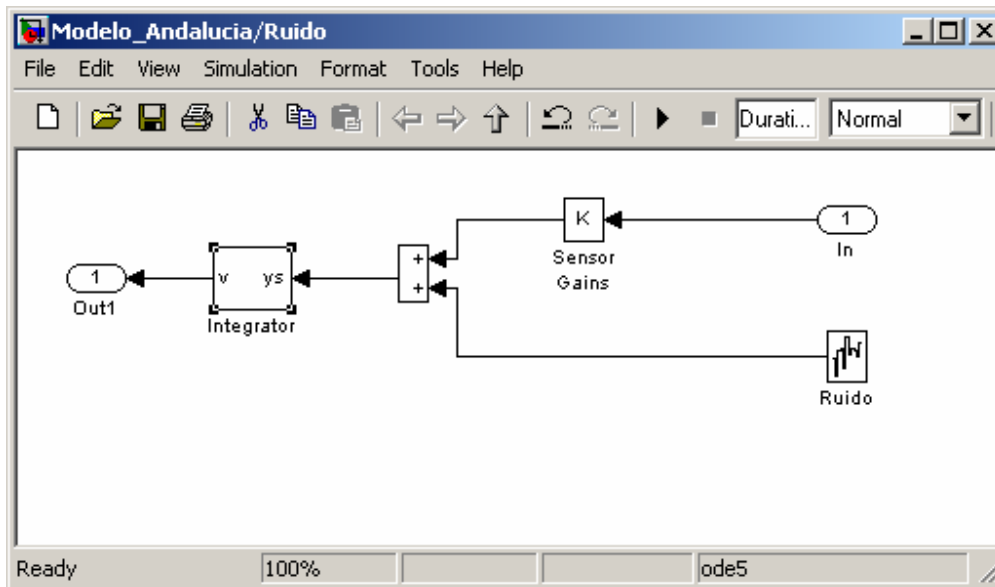 Modelo_Andalucia/Ruido
File Edit View Simulation Format Tools Help
Durati... Normal
K
Sensor
Gains
1
In
+
+
v ys
Integrator
1
Out1
Ruido
Ready 100% ode5